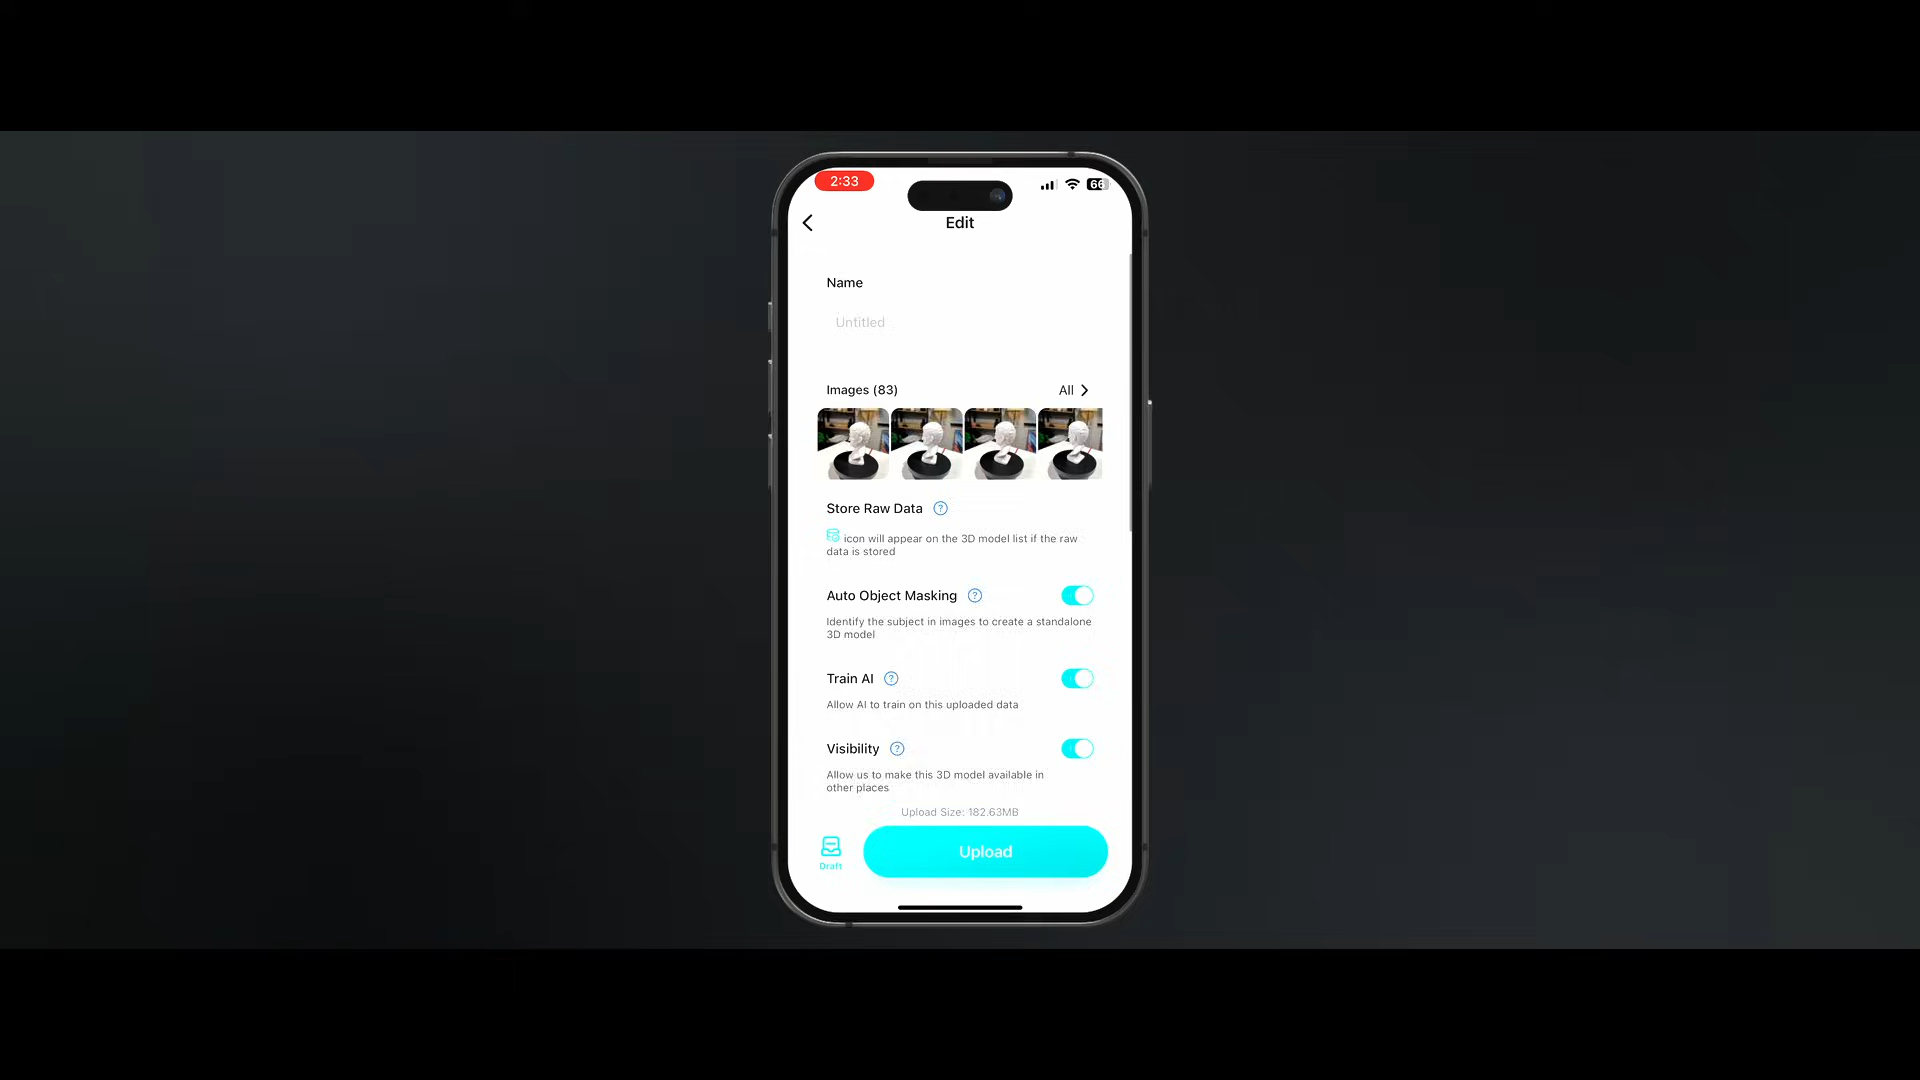 2:33
66
Edit
Name
Untitled
Images (83)
All
Store Raw Data ?
icon will appear on the 3D model list if the raw
data is stored
Auto Object Masking ?
Identify the subject in images to create a standalone
3D model
Train AI ?
Allow AI to train on this uploaded data
Visibility ?
Allow us to make this 3D model available in
other places
Upload Size: 182.63MB
Draft
Upload